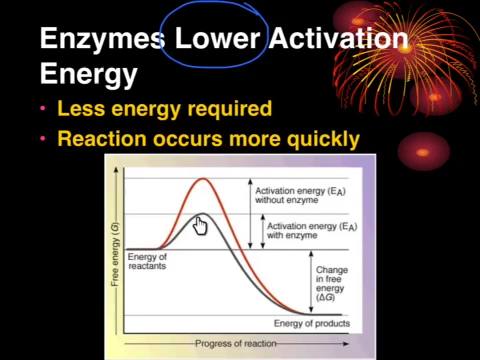 Enzymes Lower Activation
Energy
• Less energy required
• Reaction occurs more quickly
Activation energy (EA)
without enzyme
Activation energy (EA)
with enzyme
Free energy (G)
Energy of
reactants
Change
in free
energy
(ΔG)
Energy of products
Progress of reaction